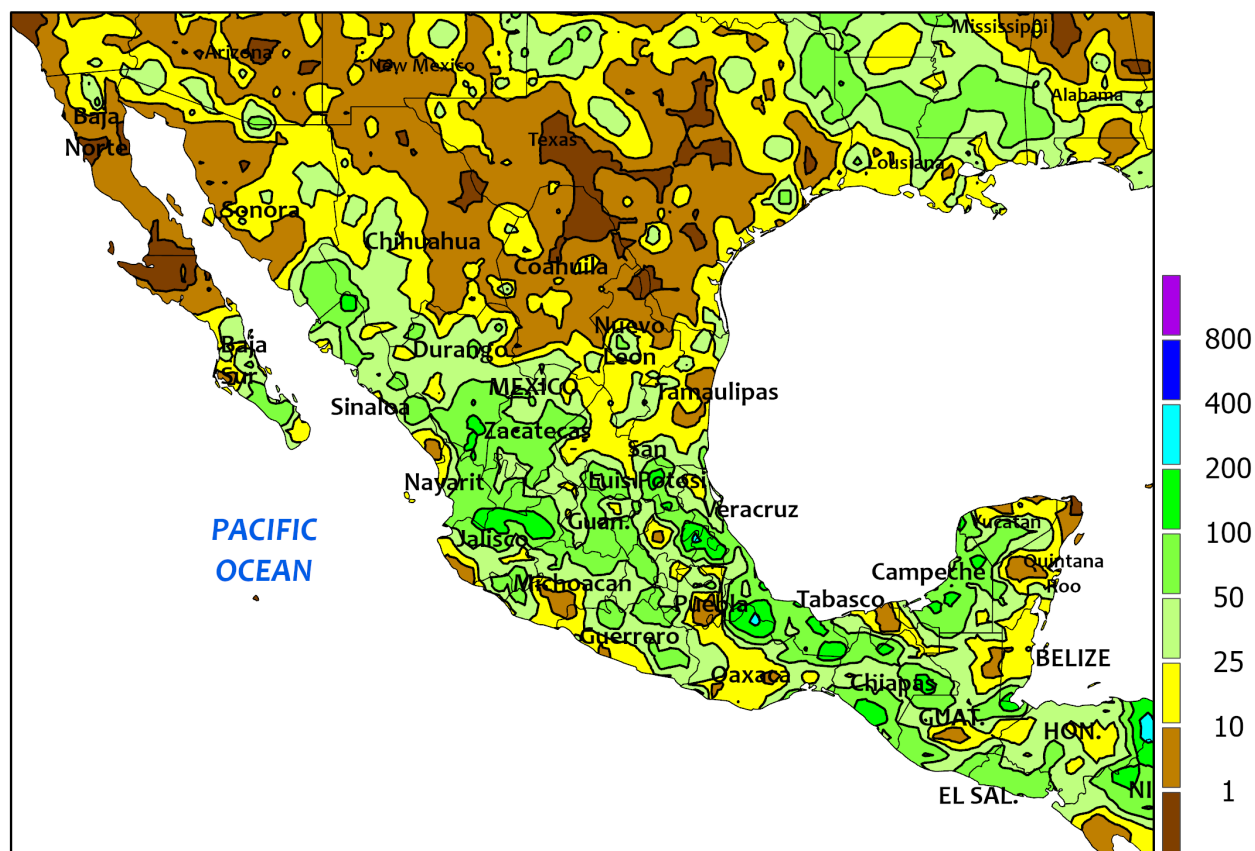 Mississippi
Arizona
New Mexico
Alabama
Baja
Norte
Texas
Lousiana
Sonora
Chihuahua
Coahuila
Nuevo
Leon
Baja
Sur
Durango
MEXICO
Tamaulipas
Sinaloa
Zacatecas
San
Luis Potosi
Nayarit
Veracruz
Guan.
Yucatan
PACIFIC
OCEAN
Jalisco
Quintana
Roo
Campeche
Michoacan
Puebla
Tabasco
Guerrero
BELIZE
Oaxaca
Chiapas
GUAT.
HON.
EL SAL.
NI
800
400
200
100
50
25
10
1